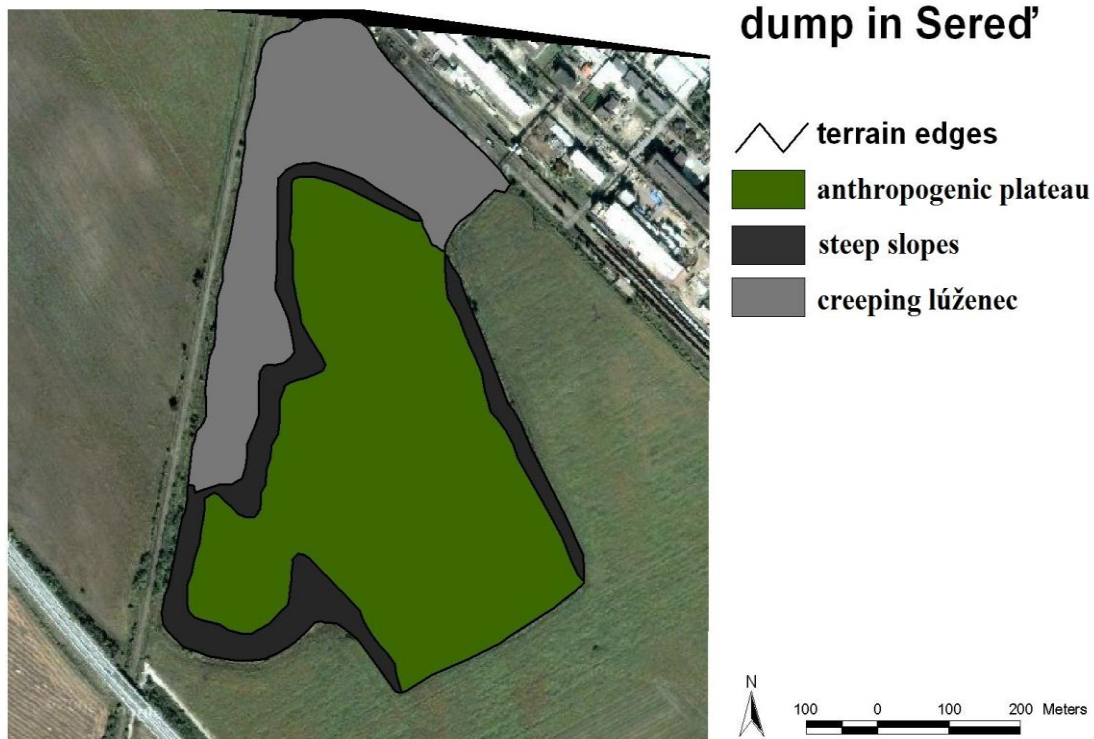 dump in Sereď
terrain edges
anthropogenic plateau
steep slopes
creeping lúženec
N
100 0 100 200 Meters